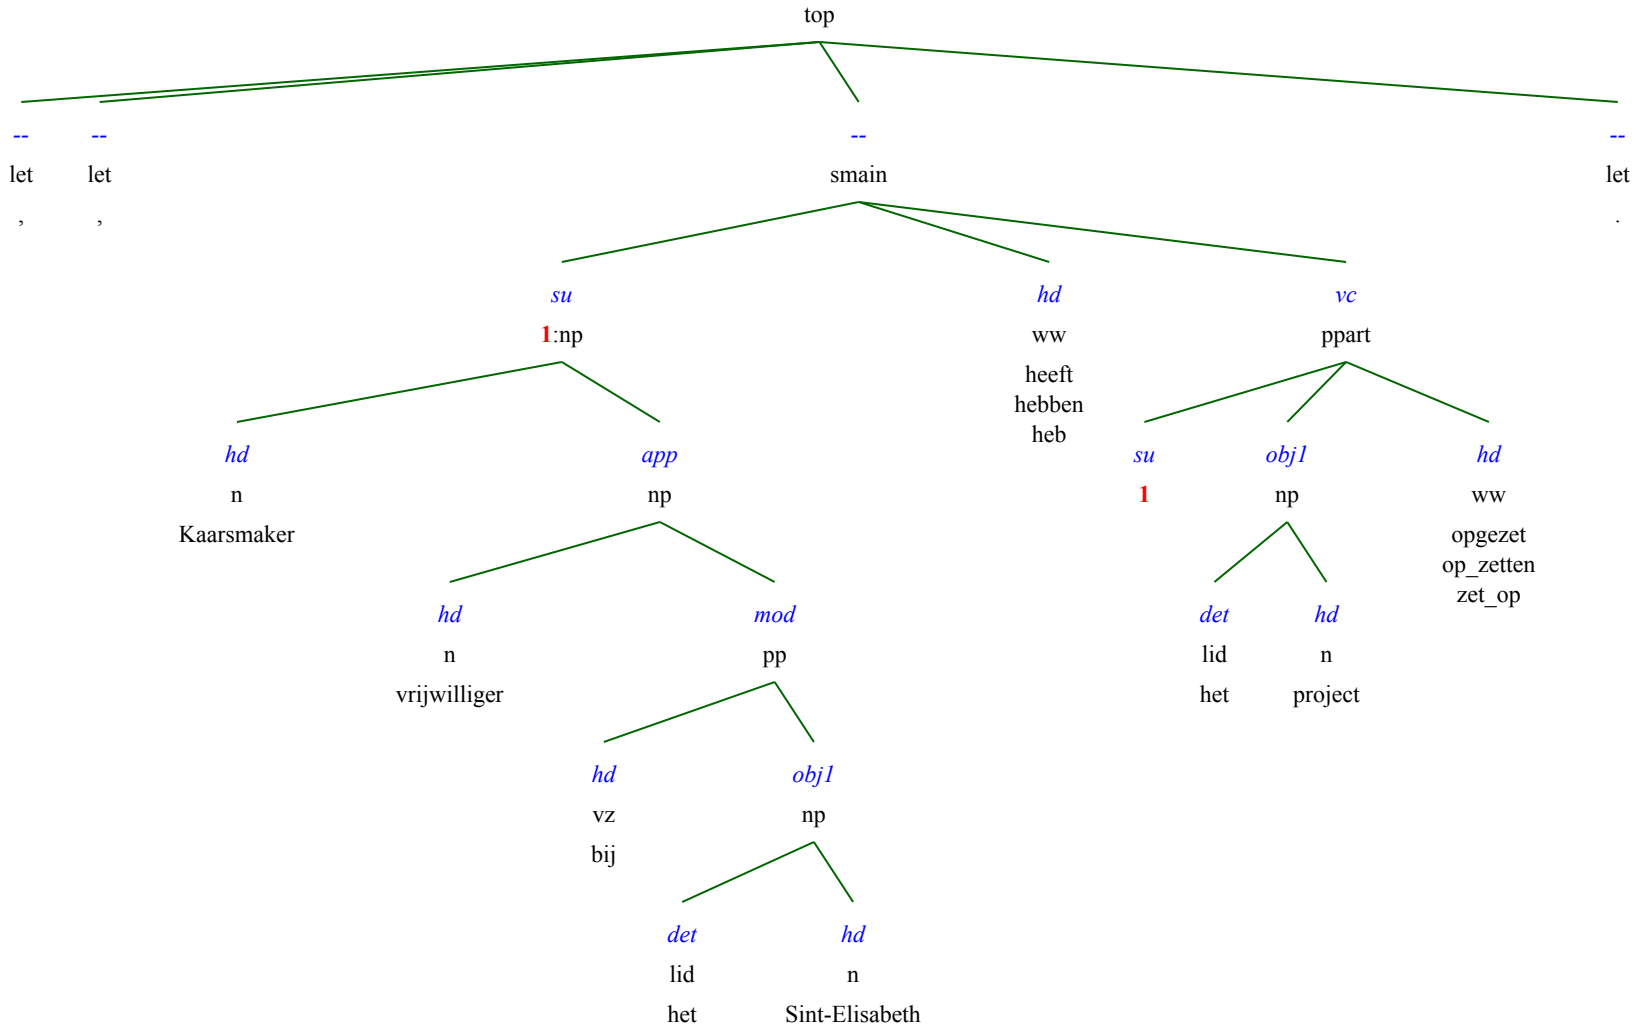 top
-- -- -- --
let let smain let
, , .
su hd vc
1:np ww ppart
heeft
hebben
heb
hd app su obj1 hd
n np 1 np ww
Kaarsmaker opgezet
op_zetten
zet_op
hd mod det hd
n pp lid n
vrijwilliger het project
hd obj1
vz np
bij
det hd
lid n
het Sint-Elisabeth